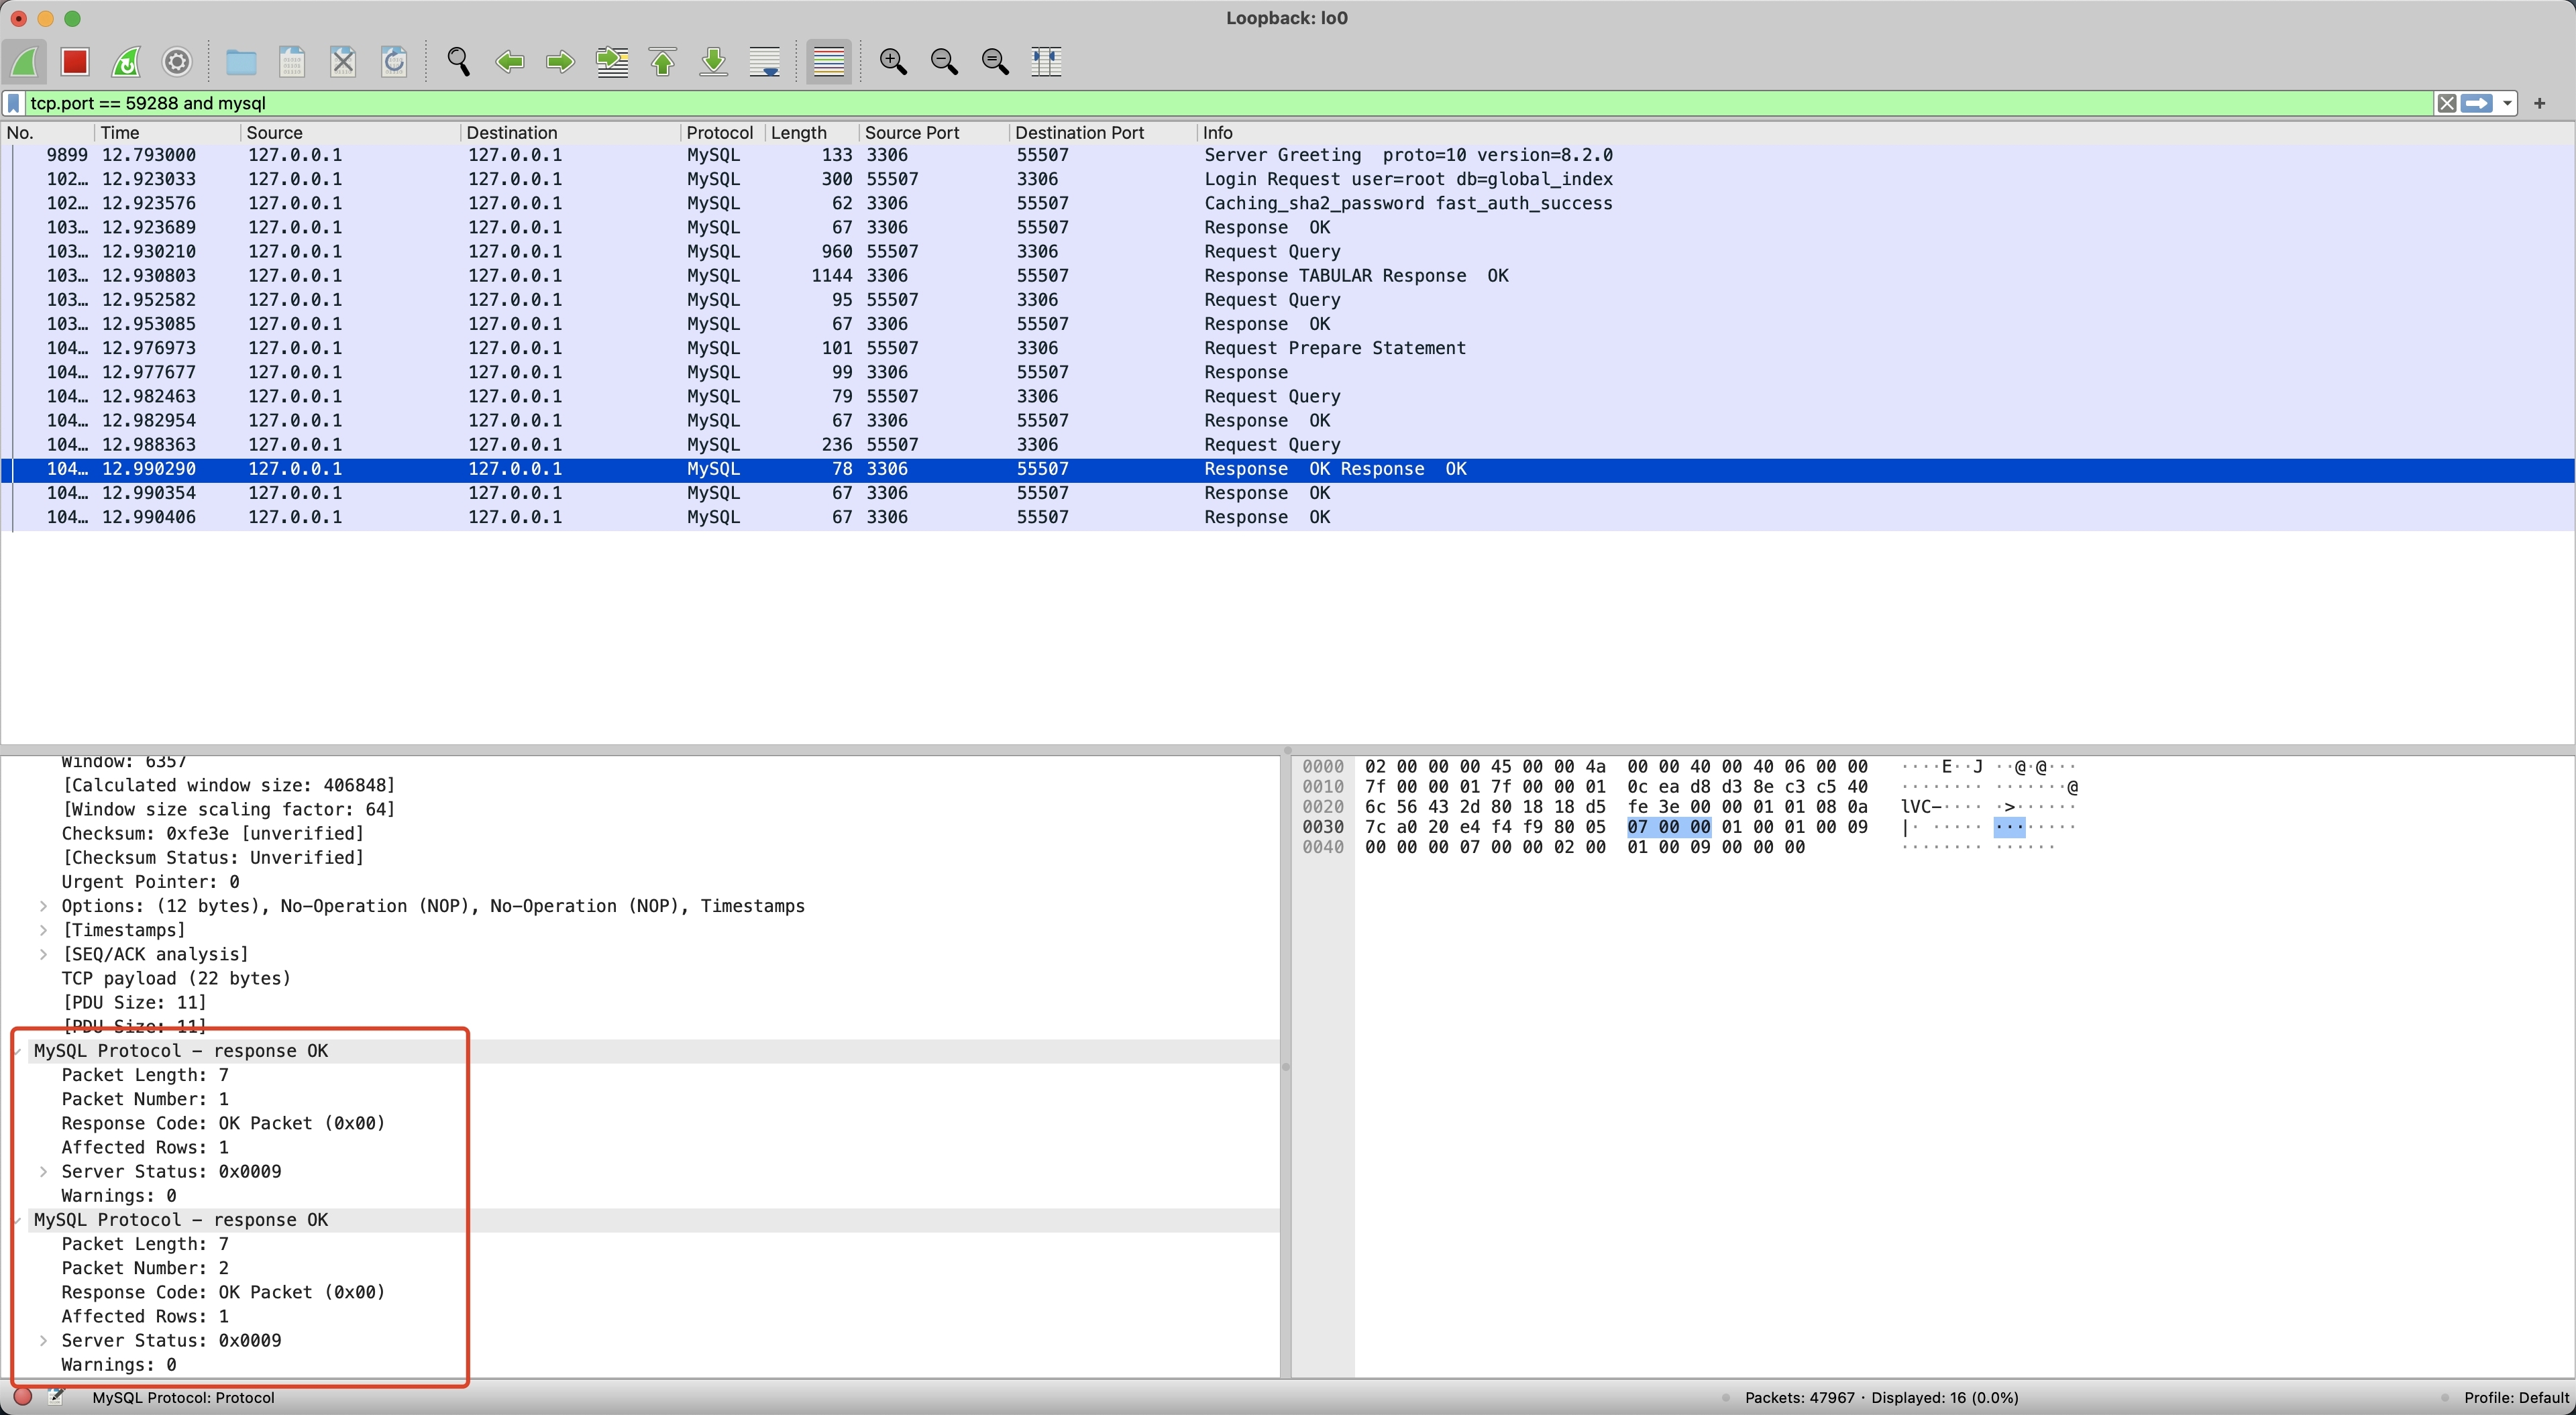 Loopback: lo0
tcp.port == 59288 and mysql
No. Time Source Destination Protocol Length Source Port Destination Port Info
9899 12.793000 127.0.0.1 127.0.0.1 MySQL 133 3306 55507 Server Greeting proto=10 version=8.2.0
102… 12.923033 127.0.0.1 127.0.0.1 MySQL 300 55507 3306 Login Request user=root db=global_index
102… 12.923576 127.0.0.1 127.0.0.1 MySQL 62 3306 55507 Caching_sha2_password fast_auth_success
103… 12.923689 127.0.0.1 127.0.0.1 MySQL 67 3306 55507 Response OK
103… 12.930210 127.0.0.1 127.0.0.1 MySQL 960 55507 3306 Request Query
103… 12.930803 127.0.0.1 127.0.0.1 MySQL 1144 3306 55507 Response TABULAR Response OK
103… 12.952582 127.0.0.1 127.0.0.1 MySQL 95 55507 3306 Request Query
103… 12.953085 127.0.0.1 127.0.0.1 MySQL 67 3306 55507 Response OK
104… 12.976973 127.0.0.1 127.0.0.1 MySQL 101 55507 3306 Request Prepare Statement
104… 12.977677 127.0.0.1 127.0.0.1 MySQL 99 3306 55507 Response
104… 12.982463 127.0.0.1 127.0.0.1 MySQL 79 55507 3306 Request Query
104… 12.982954 127.0.0.1 127.0.0.1 MySQL 67 3306 55507 Response OK
104… 12.988363 127.0.0.1 127.0.0.1 MySQL 236 55507 3306 Request Query
104… 12.990290 127.0.0.1 127.0.0.1 MySQL 78 3306 55507 Response OK Response OK
104… 12.990354 127.0.0.1 127.0.0.1 MySQL 67 3306 55507 Response OK
104… 12.990406 127.0.0.1 127.0.0.1 MySQL 67 3306 55507 Response OK
Window: 6357
[Calculated window size: 406848]
[Window size scaling factor: 64]
Checksum: 0xfe3e [unverified]
[Checksum Status: Unverified]
Urgent Pointer: 0
Options: (12 bytes), No-Operation (NOP), No-Operation (NOP), Timestamps
[Timestamps]
[SEQ/ACK analysis]
TCP payload (22 bytes)
[PDU Size: 11]
[PDU Size: 11]
MySQL Protocol - response OK
Packet Length: 7
Packet Number: 1
Response Code: OK Packet (0x00)
Affected Rows: 1
Server Status: 0x0009
Warnings: 0
MySQL Protocol - response OK
Packet Length: 7
Packet Number: 2
Response Code: OK Packet (0x00)
Affected Rows: 1
Server Status: 0x0009
Warnings: 0
0000 02 00 00 00 45 00 00 4a 00 00 40 00 40 06 00 00 ····E··J ··@·@···
0010 7f 00 00 01 7f 00 00 01 0c ea d8 d3 8e c3 c5 40 ········ ·······@
0020 6c 56 43 2d 80 18 18 d5 fe 3e 00 00 01 01 08 0a lVC-···· ·>······
0030 7c a0 20 e4 f4 f9 80 05 07 00 00 01 00 01 00 09 |· ····· ········
0040 00 00 00 07 00 00 02 00 01 00 09 00 00 00 ········ ······
MySQL Protocol: Protocol
Packets: 47967 · Displayed: 16 (0.0%)
Profile: Default